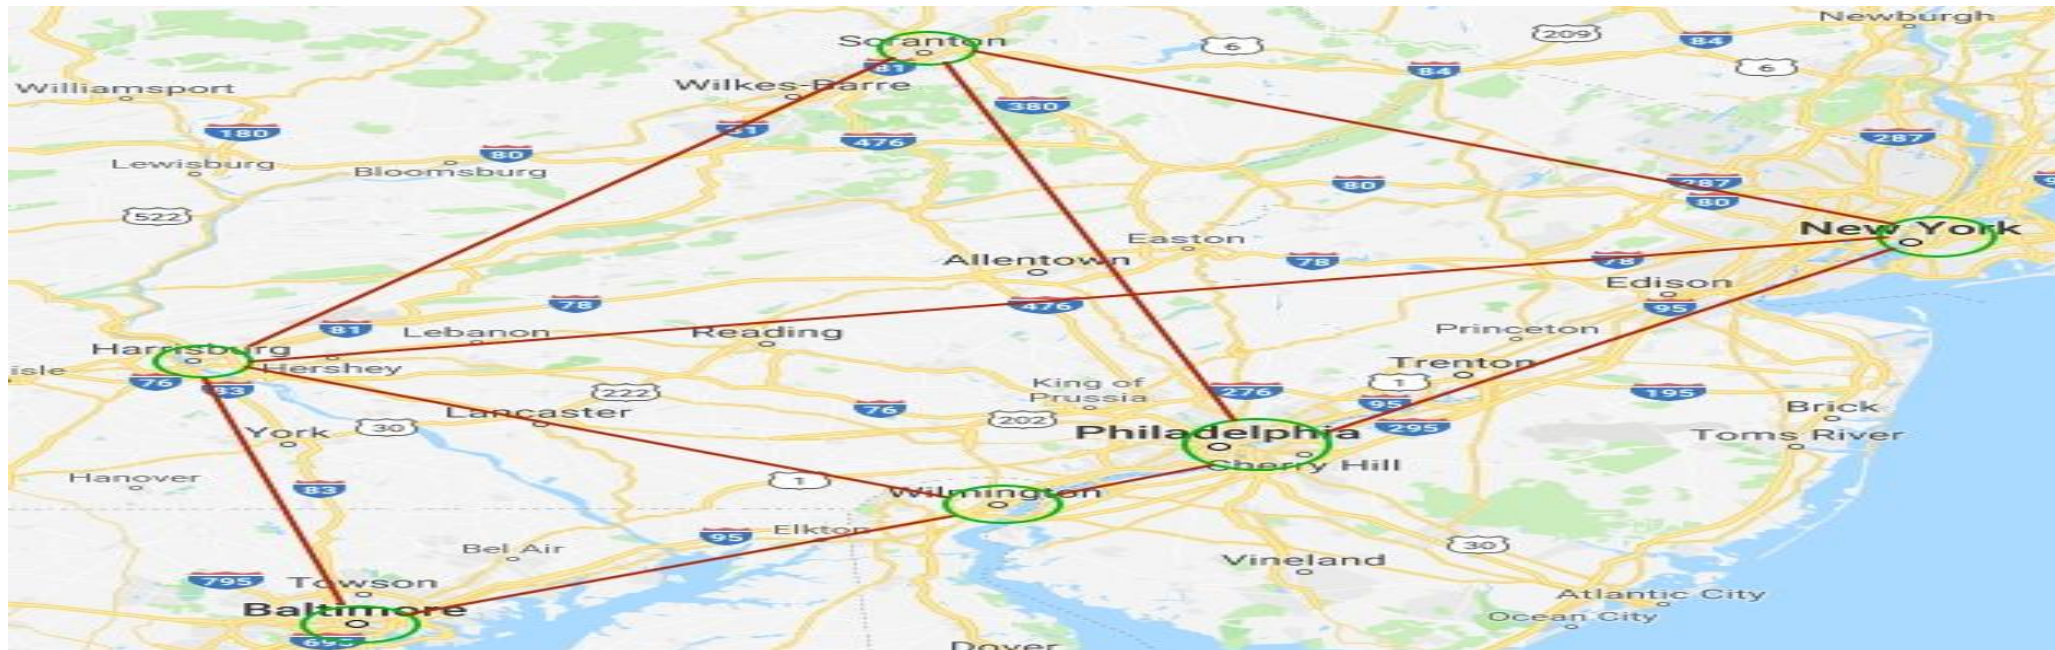 Newburgh
209
84
Scranton
6
6
81
84
Wilkes-Barre
Williamsport
380
180
81
287
476
80
Lewisburg
Bloomsburg
80
287
80
522
New York
Easton
Allentown
78
78
Edison
78
476
95
81
Lebanon
Reading
Princeton
Harrisburg
Trenton
isle
Hershey
76
83
King of
Prussia
1
276
195
222
Lancaster
76
95
Brick
202
30
York
Philadelphia
295
Toms River
Cherry Hill
Hanover
83
1
Wilmington
Elkton
95
Bel Air
30
Vineland
795
Towson
Atlantic City
Baltimore
Ocean City
695
Dover